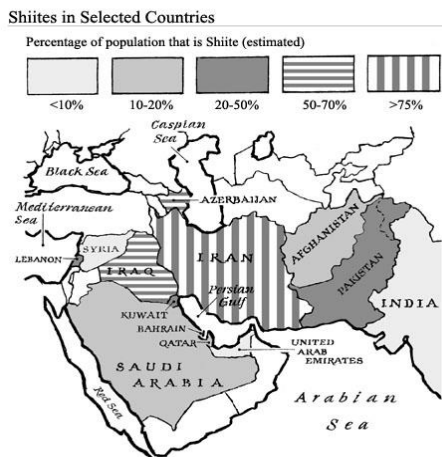 Shiites in Selected Countries
Percentage of population that is Shiite (estimated)
<10%
10-20%
20-50%
50-70%
>75%
Caspian
Sea
Black Sea
Mediterranean
Sea
AZERBAIJAN
SYRIA
LEBANON
IRAQ
IRAN
AFGHANISTAN
PAKISTAN
INDIA
KUWAIT
BAHRAIN
QATAR
Persian
Gulf
UNITED
ARAB
EMIRATES
SAUDI
ARABIA
Red Sea
Arabian
Sea